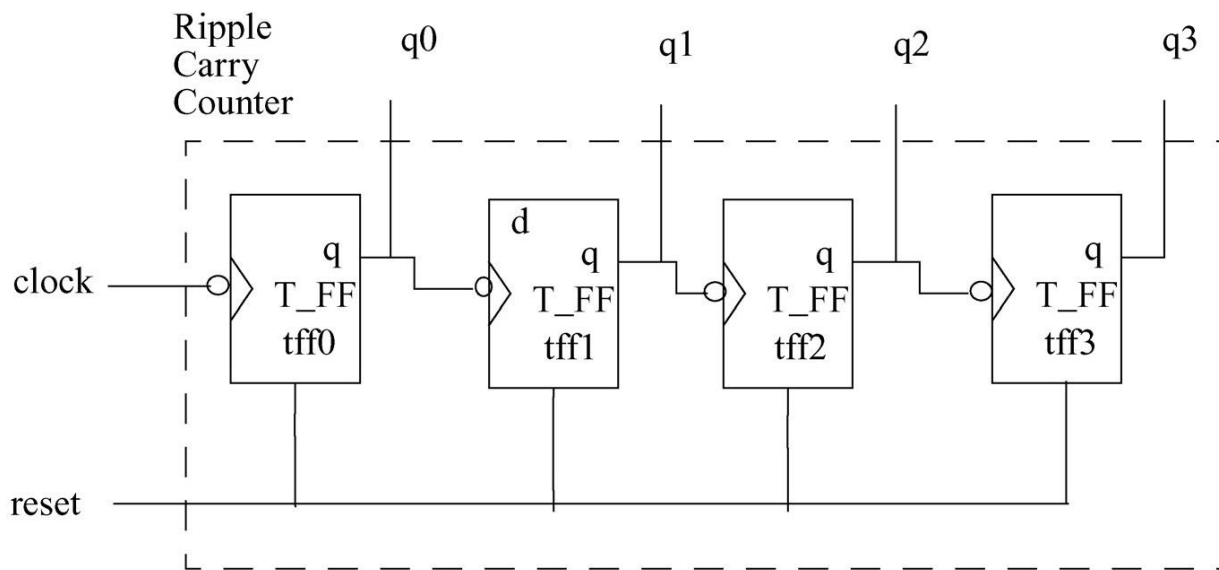 Ripple
Carry
Counter
q0
q1
q2
q3
clock
q
T_FF
tff0
d
q
T_FF
tff1
q
T_FF
tff2
q
T_FF
tff3
reset